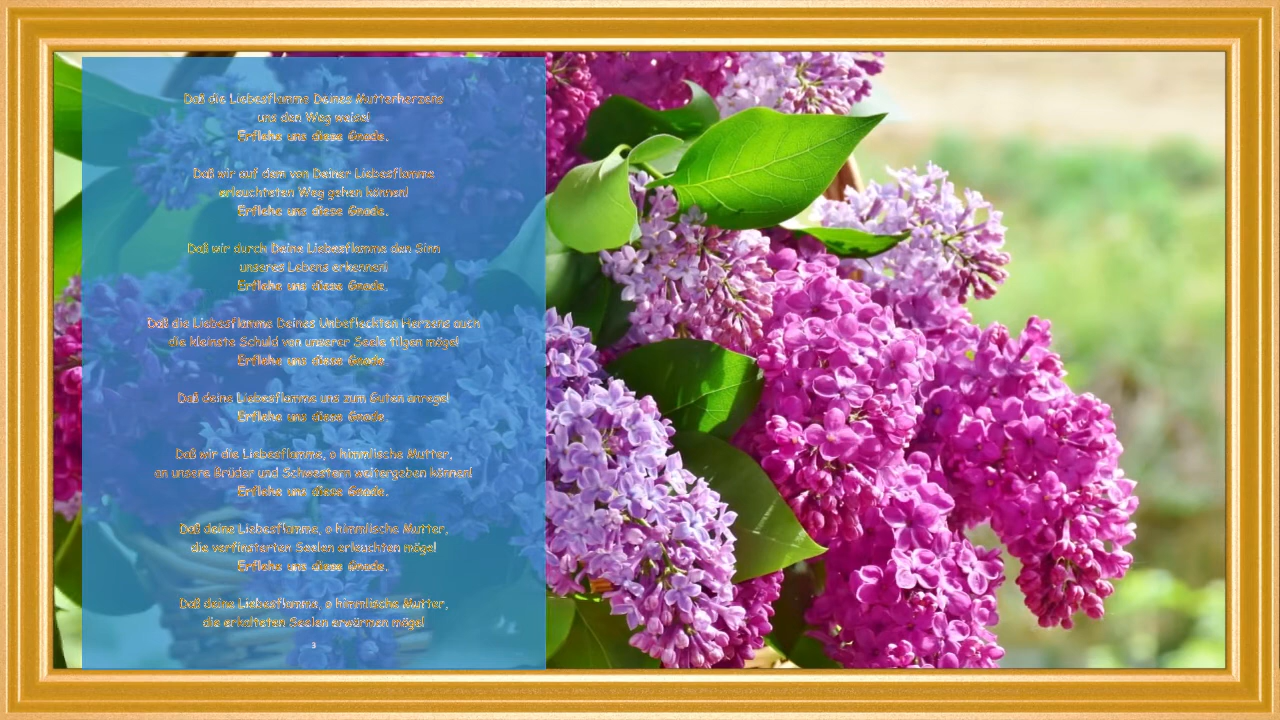 Daß die Liebesflamme Deines Mutterherzens
uns den Weg weise!
Erflehe uns diese Gnade.
Daß wir auf dem von Deiner Liebesflamme
erleuchteten Weg gehen können!
Erflehe uns diese Gnade.
Daß wir durch Deine Liebesflamme den Sinn
unseres Lebens erkennen!
Erflehe uns diese Gnade.
Daß die Liebesflamme Deines Unbefleckten Herzens auch
die kleinste Schuld von unserer Seele tilgen möge!
Erflehe uns diese Gnade.
Daß deine Liebesflamme uns zum Guten anrege!
Erflehe uns diese Gnade.
Daß wir die Liebesflamme, o himmlische Mutter,
an unsere Brüder und Schwestern weitergeben können!
Erflehe uns diese Gnade.
Daß deine Liebesflamme, o himmlische Mutter,
die verfinsterten Seelen erleuchten möge!
Erflehe uns diese Gnade.
Daß deine Liebesflamme, o himmlische Mutter,
die erkalteten Seelen erwärmen möge!
3